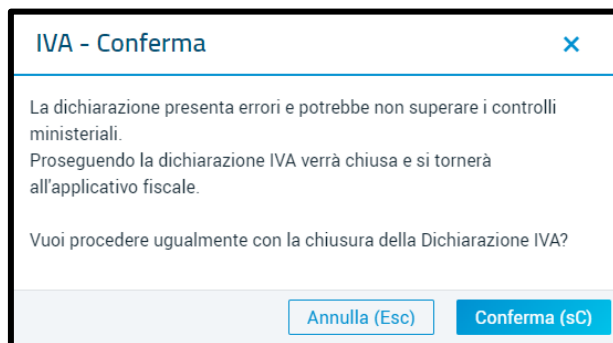 IVA - Conferma
La dichiarazione presenta errori e potrebbe non superare i controlli
ministeriali.
Proseguendo la dichiarazione IVA verrà chiusa e si tornerà
all'applicativo fiscale.
Vuoi procedere ugualmente con la chiusura della Dichiarazione IVA?
Annulla (Esc) Conferma (sC)